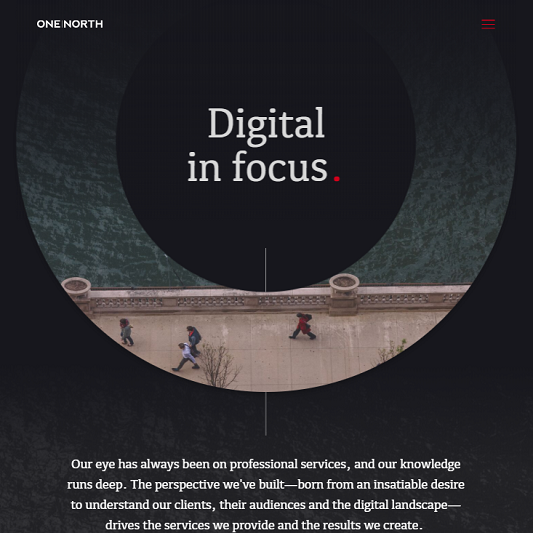 ONE NORTH
Digital
in focus.
Our eye has always been on professional services, and our knowledge
runs deep. The perspective we've built—born from an insatiable desire
to understand our clients, their audiences and the digital landscape—
drives the services we provide and the results we create.